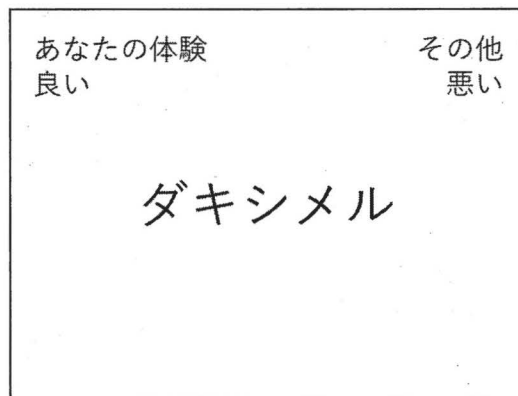 あなたの体験
良い
その他
悪い
ダキシメル